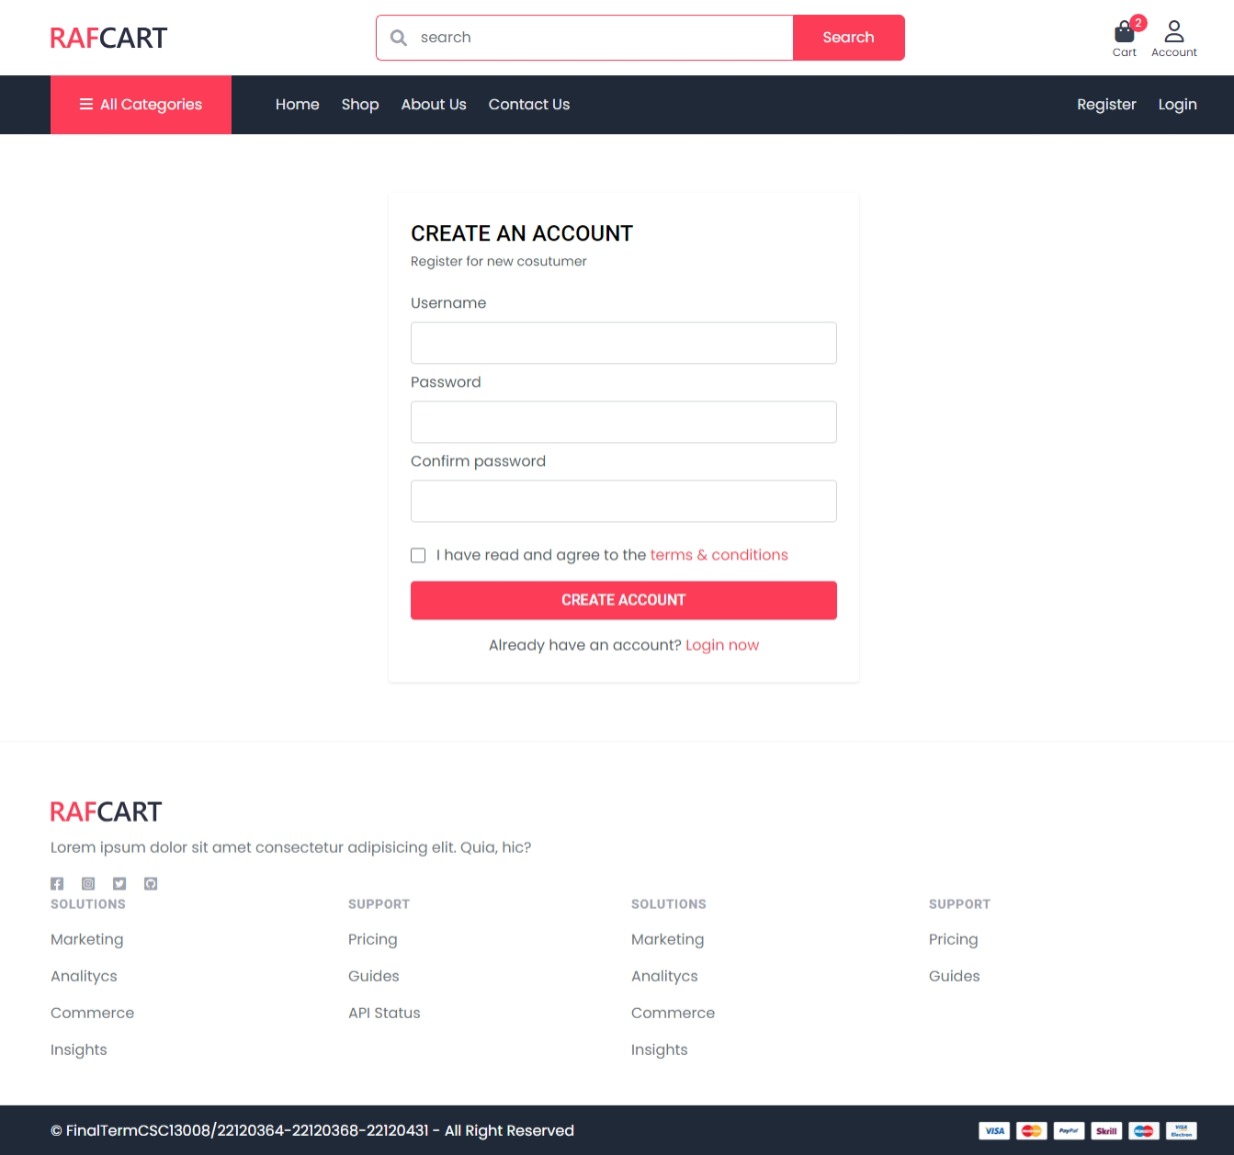 RAFCART
search
Search
2
Cart
Account
All Categories
Home
Shop
About Us
Contact Us
Register
Login
CREATE AN ACCOUNT
Register for new cosutumer
Username
Password
Confirm password
I have read and agree to the terms & conditions
CREATE ACCOUNT
Already have an account? Login now
RAFCART
Lorem ipsum dolor sit amet consectetur adipisicing elit. Quia, hic?
SOLUTIONS
Marketing
Analitycs
Commerce
Insights
SUPPORT
Pricing
Guides
API Status
SOLUTIONS
Marketing
Analitycs
Commerce
Insights
SUPPORT
Pricing
Guides
© FinalTermCSC13008/22120364-22120368-22120431 - All Right Reserved
VISA
PayPal
Skrill
VISA
Electron